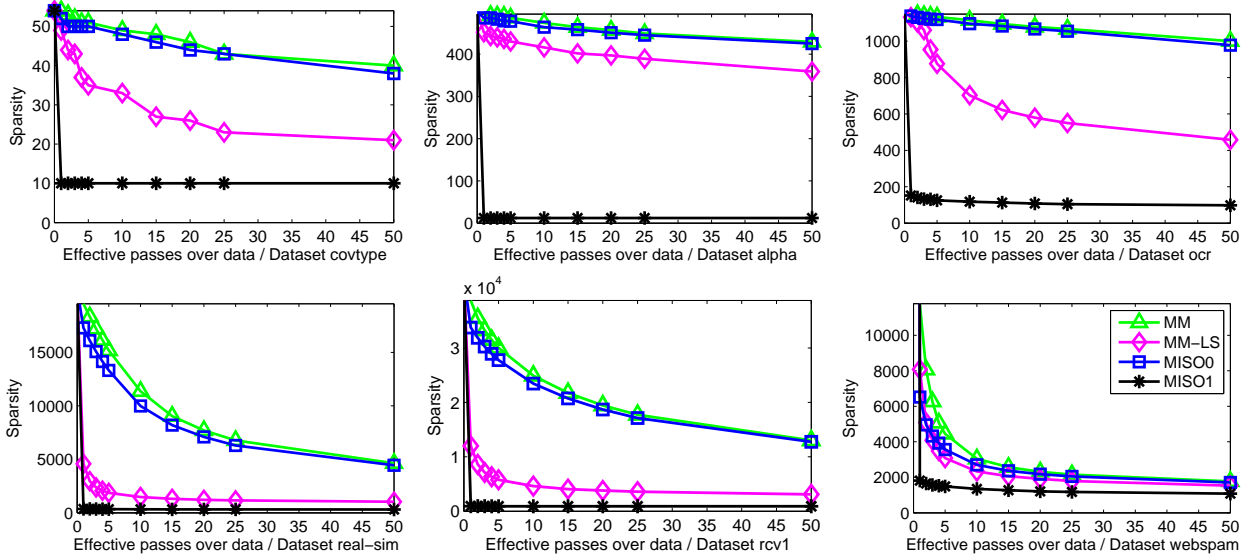 50
40
30
20
10
0
Sparsity
0 5 10 15 20 25 30 35 40 45 50
Effective passes over data / Dataset covtype
400
300
200
100
0
Sparsity
0 5 10 15 20 25 30 35 40 45 50
Effective passes over data / Dataset alpha
1000
800
600
400
200
0
Sparsity
0 5 10 15 20 25 30 35 40 45 50
Effective passes over data / Dataset ocr
15000
10000
5000
0
Sparsity
0 5 10 15 20 25 30 35 40 45 50
Effective passes over data / Dataset real−sim
x 10^4
3
2
1
0
Sparsity
0 5 10 15 20 25 30 35 40 45 50
Effective passes over data / Dataset rcv1
10000
8000
6000
4000
2000
0
Sparsity
MM
MM−LS
MISO0
MISO1
0 5 10 15 20 25 30 35 40 45 50
Effective passes over data / Dataset webspam